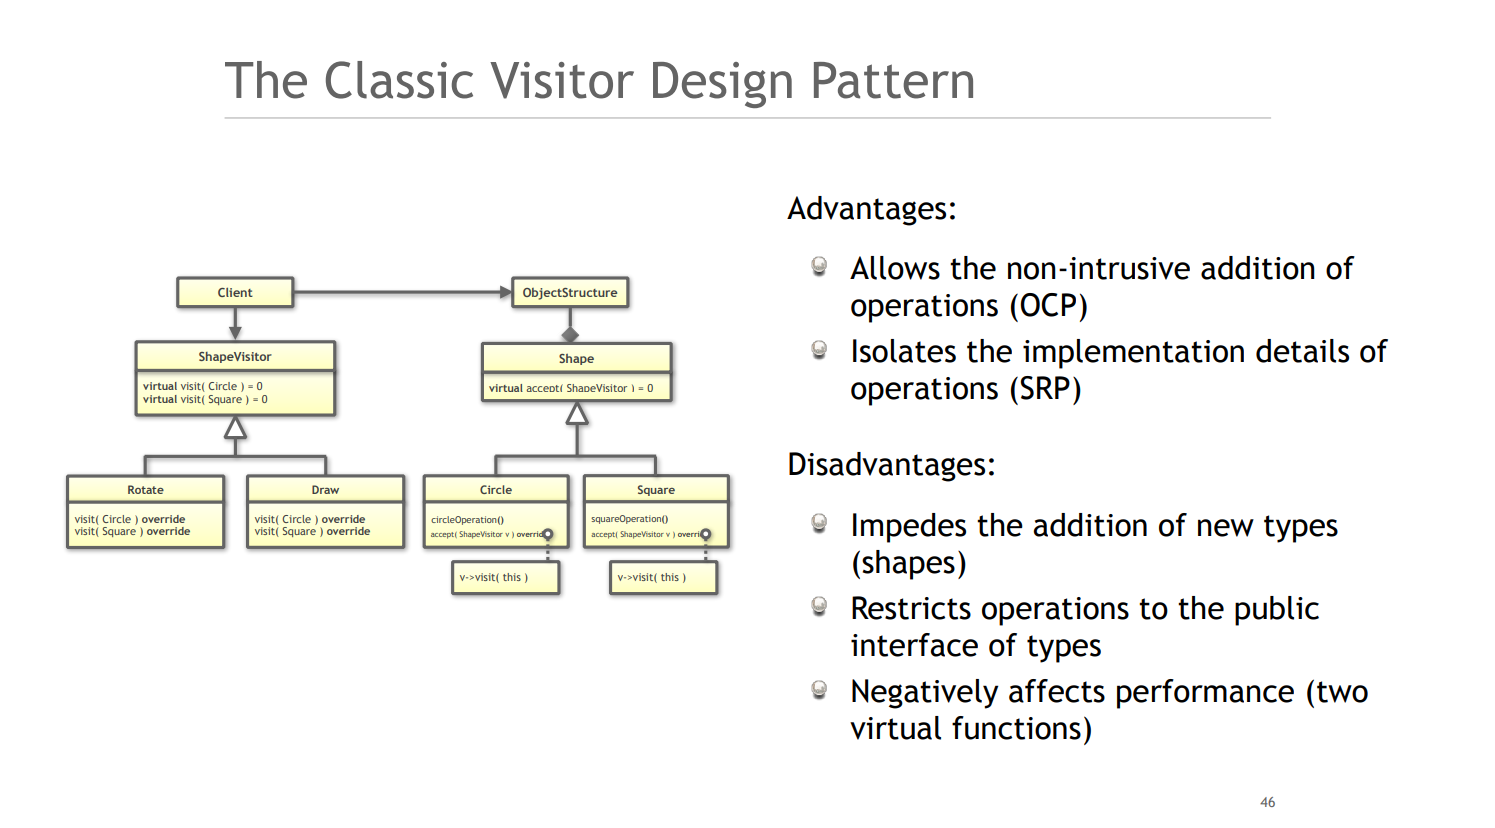 The Classic Visitor Design Pattern
Client
ObjectStructure
ShapeVisitor
virtual visit( Circle ) = 0
virtual visit( Square ) = 0
Shape
virtual accept( ShapeVisitor ) = 0
Rotate
visit( Circle ) override
visit( Square ) override
Draw
visit( Circle ) override
visit( Square ) override
Circle
circleOperation()
accept( ShapeVisitor v ) overrid
v->visit( this )
Square
squareOperation()
accept( ShapeVisitor v ) overri
v->visit( this )
Advantages:
Allows the non-intrusive addition of
operations (OCP)
Isolates the implementation details of
operations (SRP)
Disadvantages:
Impedes the addition of new types
(shapes)
Restricts operations to the public
interface of types
Negatively affects performance (two
virtual functions)
46